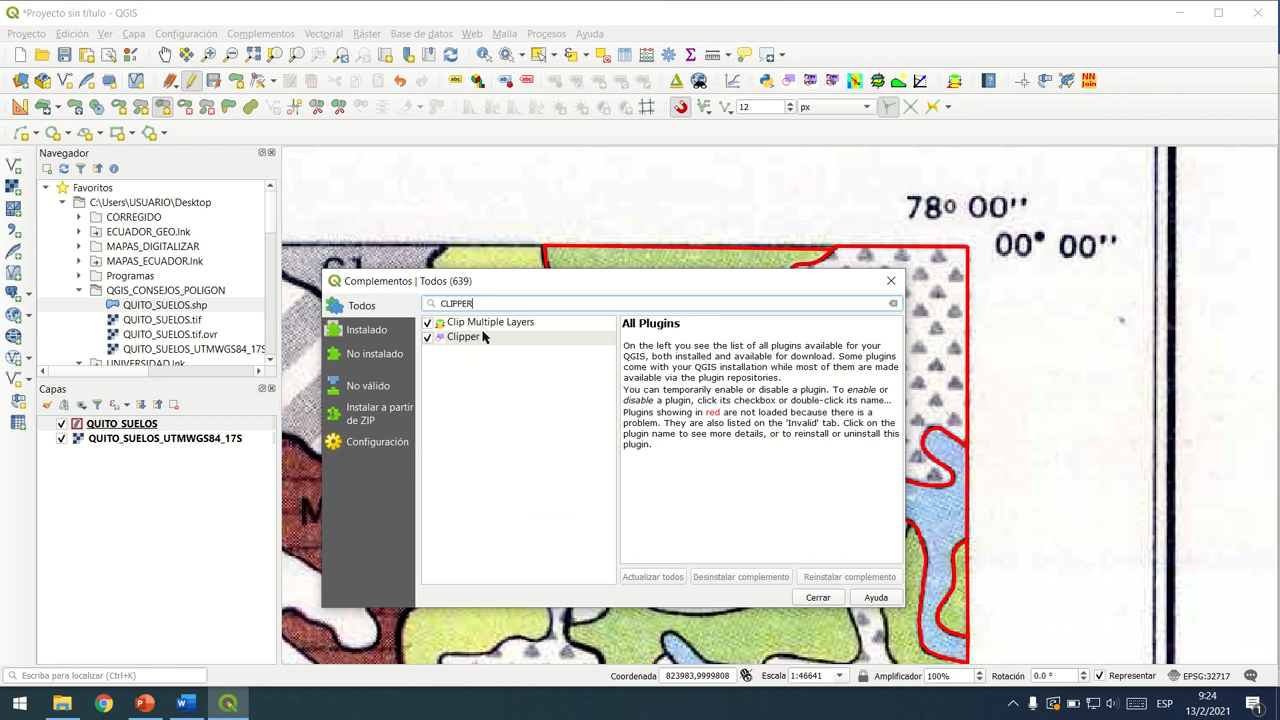 *Proyecto sin título - QGIS
Proyecto Edición Ver Capa Configuración Complementos Vectorial Ráster Base de datos Web Malla Procesos Ayuda
12 px
NN join
Navegador
Favoritos
C:\Users\USUARIO\Desktop
CORREGIDO
ECUADOR_GEO.lnk
MAPAS_DIGITALIZAR
MAPAS_ECUADOR.lnk
Programas
QGIS_CONSEJOS_POLIGON
QUITO_SUELOS.shp
QUITO_SUELOS.tif
QUITO_SUELOS.tif.ovr
QUITO_SUELOS_UTMWGS84_17S
UNIVERSIDAD.lnk
Capas
QUITO_SUELOS
QUITO_SUELOS_UTMWGS84_17S
78º 00''
00° 00''
Complementos | Todos (639)
Todos
Instalado
No instalado
No válido
Instalar a partir de ZIP
Configuración
CLIPPER
Clip Multiple Layers
Clipper
All Plugins
On the left you see the list of all plugins available for your
QGIS, both installed and available for download. Some plugins
come with your QGIS installation while most of them are made
available via the plugin repositories.
You can temporarily enable or disable a plugin. To enable or
disable a plugin, click its checkbox or double-click its name...
Plugins showing in red are not loaded because there is a
problem. They are also listed on the 'Invalid' tab. Click on the
plugin name to see more details, or to reinstall or uninstall this
plugin.
Actualizar todos Desinstalar complemento Reinstalar complemento
Cerrar Ayuda
Escriba para localizar (Ctrl+K)
Coordenada 823983,9999808 Escala 1:46641 Amplificador 100% Rotación 0.0 ° Representar EPSG:32717
ESP
9:24
13/2/2021